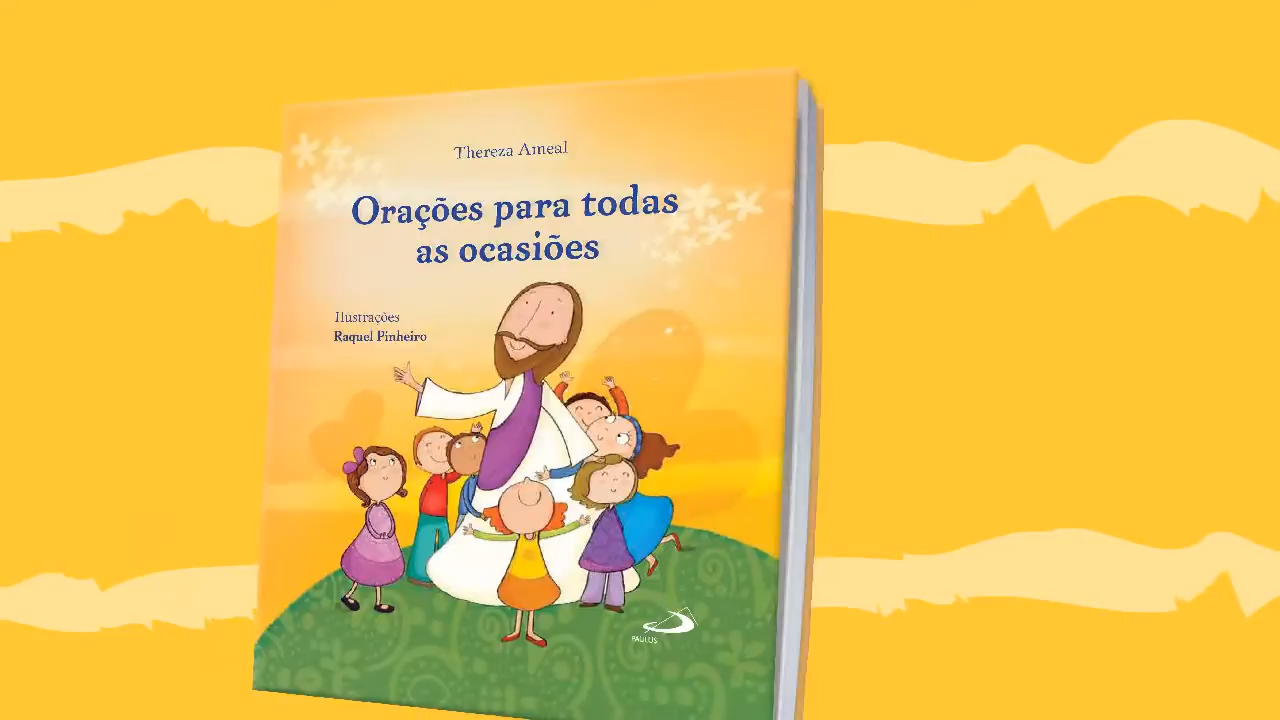 Thereza Ameal
Orações para todas
as ocasiões
Ilustrações
Raquel Pinheiro
PAULUS